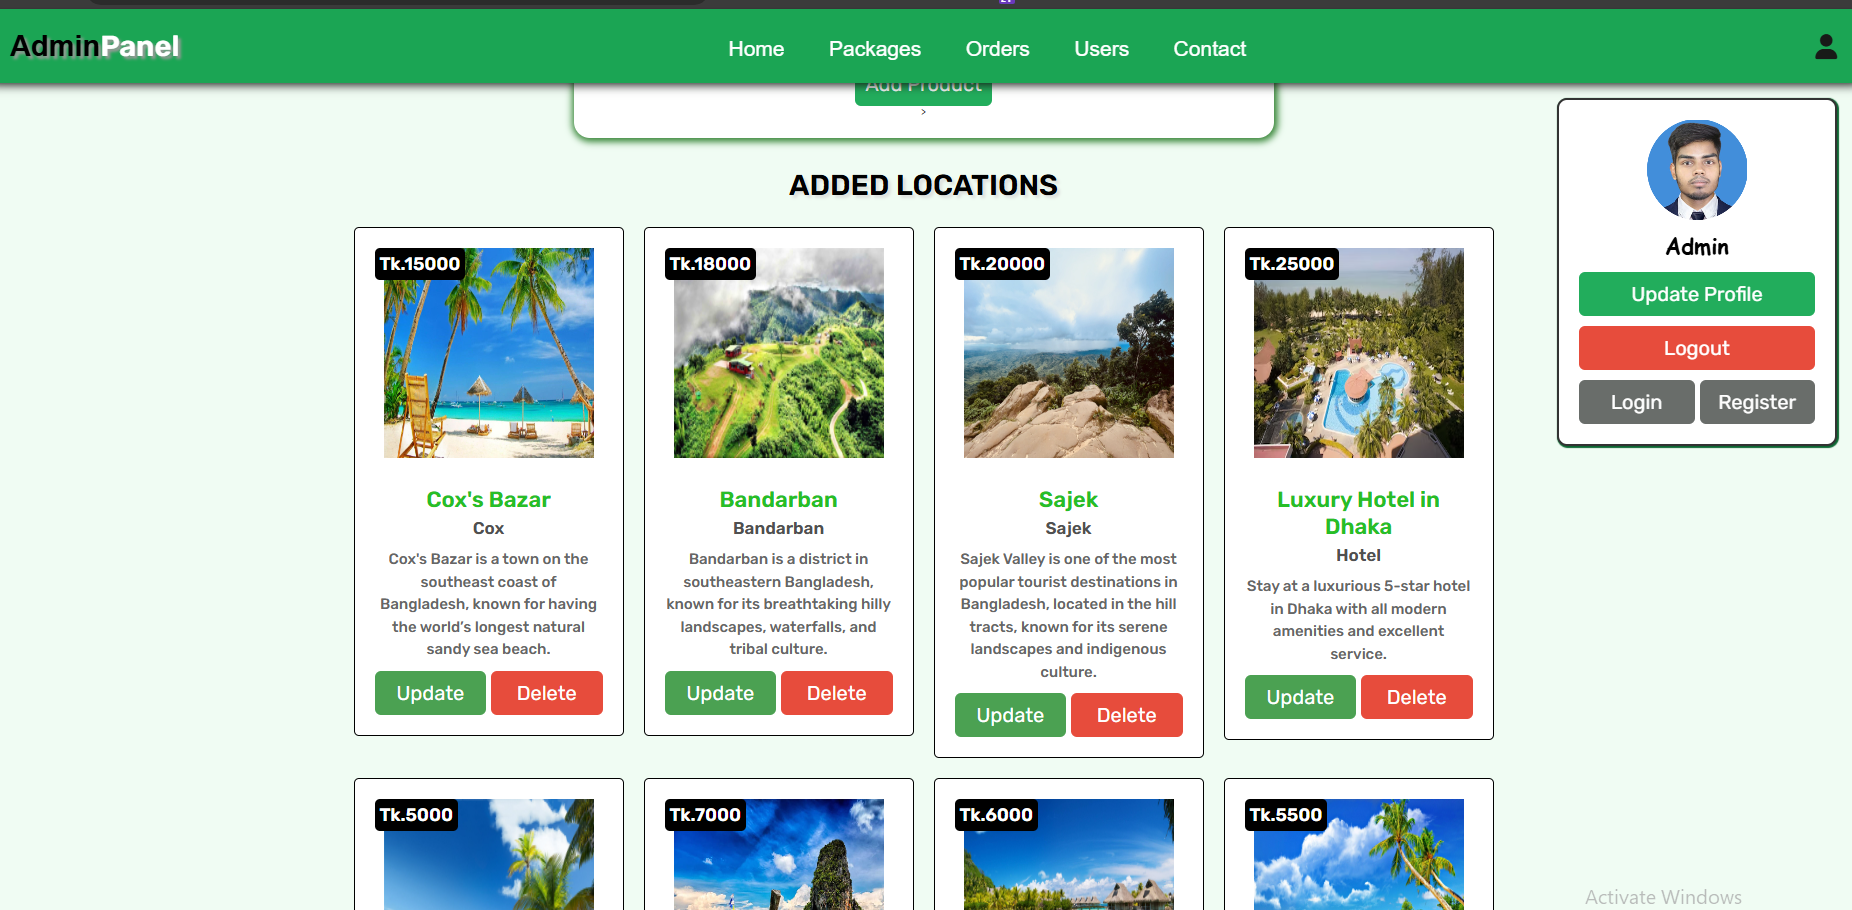 AdminPanel
Home Packages Orders Users Contact
Add Product
>
ADDED LOCATIONS
Admin
Update Profile
Logout
Login Register
Tk.15000
Cox's Bazar
Cox
Cox's Bazar is a town on the
southeast coast of
Bangladesh, known for having
the world's longest natural
sandy sea beach.
Update Delete
Tk.18000
Bandarban
Bandarban
Bandarban is a district in
southeastern Bangladesh,
known for its breathtaking hilly
landscapes, waterfalls, and
tribal culture.
Update Delete
Tk.20000
Sajek
Sajek
Sajek Valley is one of the most
popular tourist destinations in
Bangladesh, located in the hill
tracts, known for its serene
landscapes and indigenous
culture.
Update Delete
Tk.25000
Luxury Hotel in
Dhaka
Hotel
Stay at a luxurious 5-star hotel
in Dhaka with all modern
amenities and excellent
service.
Update Delete
Tk.5000
Tk.7000
Tk.6000
Tk.5500
Activate Windows